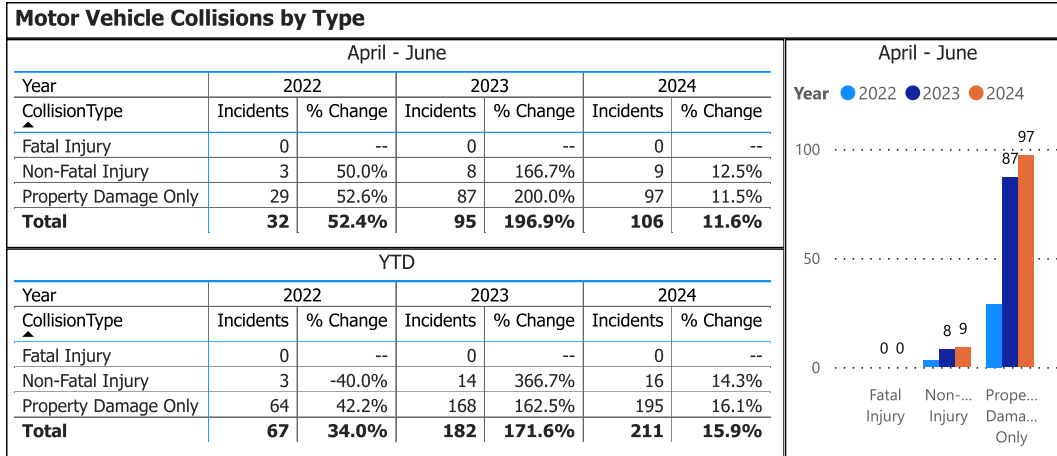 Motor Vehicle Collisions by Type
April - June
Year 2022 2023 2024
CollisionType Incidents % Change Incidents % Change Incidents % Change
Fatal Injury 0 -- 0 -- 0 --
Non-Fatal Injury 3 50.0% 8 166.7% 9 12.5%
Property Damage Only 29 52.6% 87 200.0% 97 11.5%
Total 32 52.4% 95 196.9% 106 11.6%
YTD
Year 2022 2023 2024
CollisionType Incidents % Change Incidents % Change Incidents % Change
Fatal Injury 0 -- 0 -- 0 --
Non-Fatal Injury 3 -40.0% 14 366.7% 16 14.3%
Property Damage Only 64 42.2% 168 162.5% 195 16.1%
Total 67 34.0% 182 171.6% 211 15.9%
April - June
Year 2022 2023 2024
97
100
87
50
8 9
0 0
0
Fatal Non-... Prope...
Injury Injury Dama...
Only